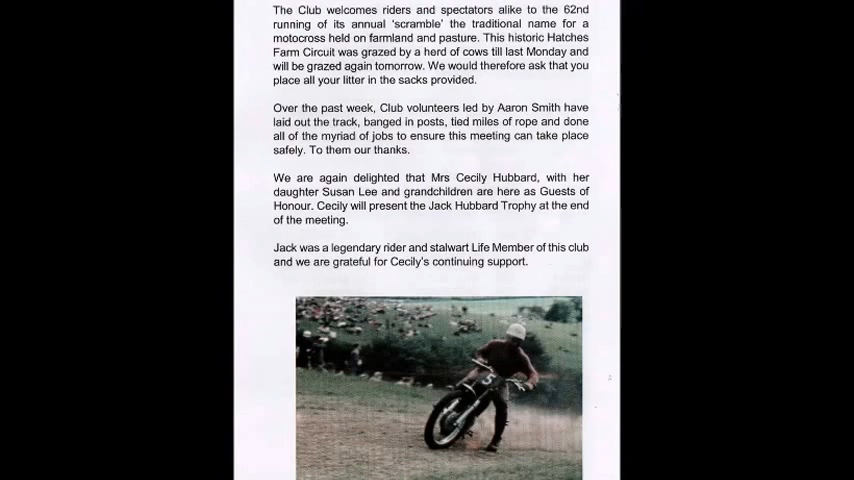 The Club welcomes riders and spectators alike to the 62nd
running of its annual ‘scramble’ the traditional name for a
motocross held on farmland and pasture. This historic Hatches
Farm Circuit was grazed by a herd of cows till last Monday and
will be grazed again tomorrow. We would therefore ask that you
place all your litter in the sacks provided.
Over the past week, Club volunteers led by Aaron Smith have
laid out the track, banged in posts, tied miles of rope and done
all of the myriad of jobs to ensure this meeting can take place
safely. To them our thanks.
We are again delighted that Mrs Cecily Hubbard, with her
daughter Susan Lee and grandchildren are here as Guests of
Honour. Cecily will present the Jack Hubbard Trophy at the end
of the meeting.
Jack was a legendary rider and stalwart Life Member of this club
and we are grateful for Cecily’s continuing support.
5